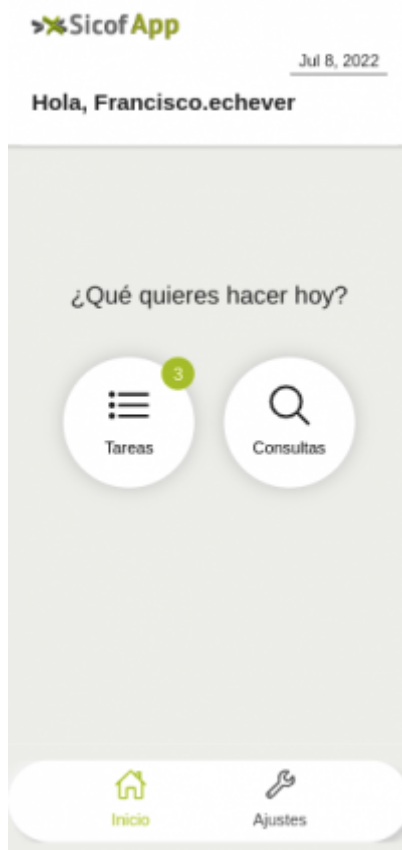 SicofApp
Jul 8, 2022
Hola, Francisco.echever
¿Qué quieres hacer hoy?
3
Tareas
Consultas
Inicio
Ajustes